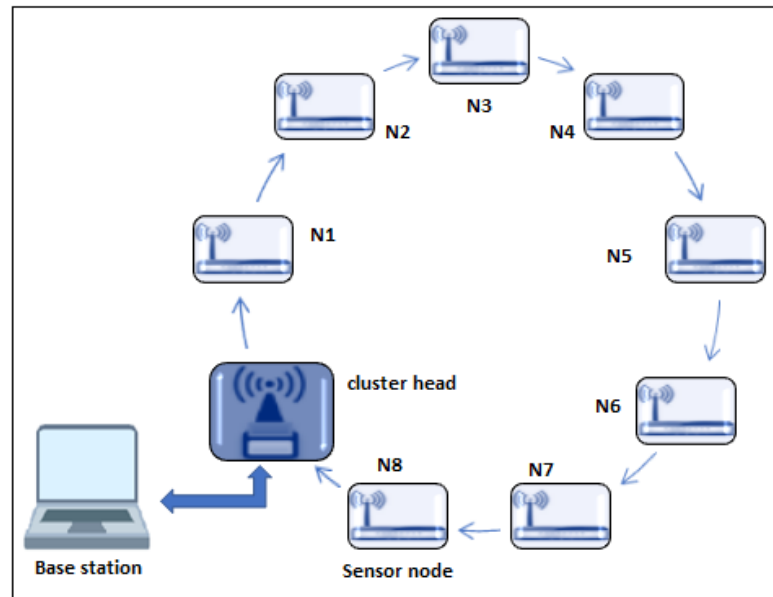 N3
N2
N4
N1
N5
cluster head
N6
N8
N7
Base station
Sensor node